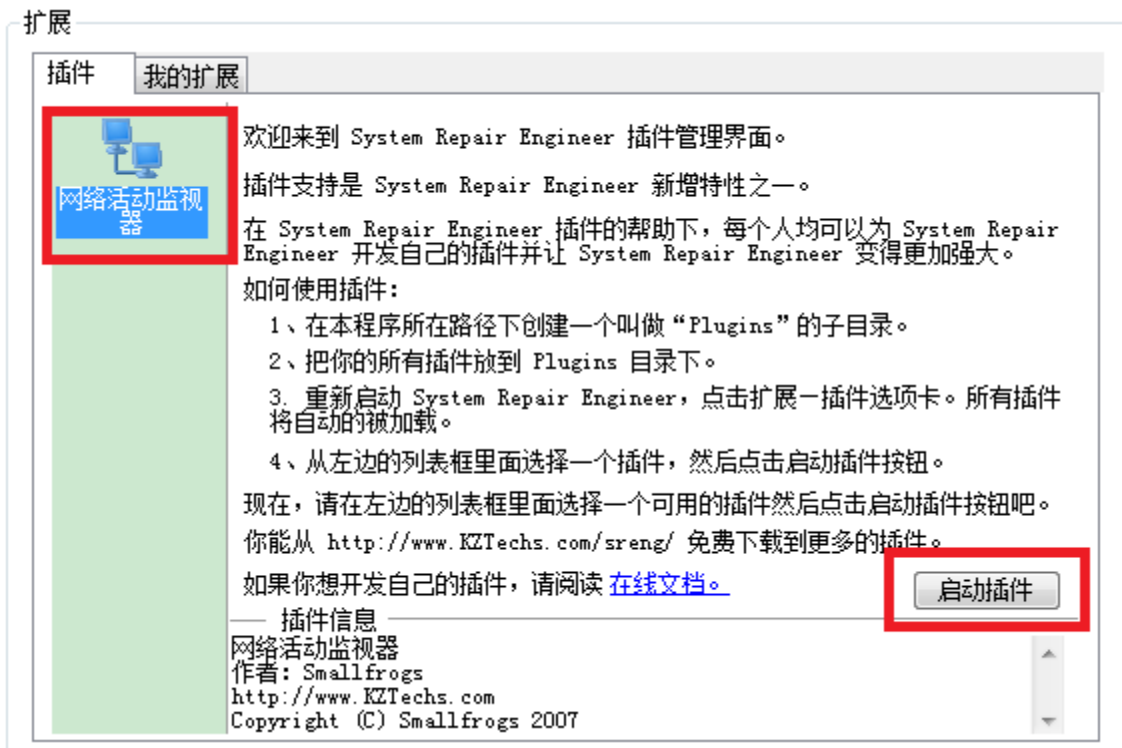 扩展
插件
我的扩展
网络活动监视
器
欢迎来到 System Repair Engineer 插件管理界面。
插件支持是 System Repair Engineer 新增特性之一。
在 System Repair Engineer 插件的帮助下，每个人均可以为 System Repair
Engineer 开发自己的插件并让 System Repair Engineer 变得更加强大。
如何使用插件：
1、在本程序所在路径下创建一个叫做“Plugins”的子目录。
2、把你的所有插件放到 Plugins 目录下。
3. 重新启动 System Repair Engineer，点击扩展－插件选项卡。所有插件
将自动的被加载。
4、从左边的列表框里面选择一个插件，然后点击启动插件按钮。
现在，请在左边的列表框里面选择一个可用的插件然后点击启动插件按钮吧。
你能从 http://www.KZTechs.com/sreng/ 免费下载到更多的插件。
如果你想开发自己的插件，请阅读 在线文档。
启动插件
插件信息
网络活动监视器
作者：Smallfrogs
http://www.KZTechs.com
Copyright (C) Smallfrogs 2007